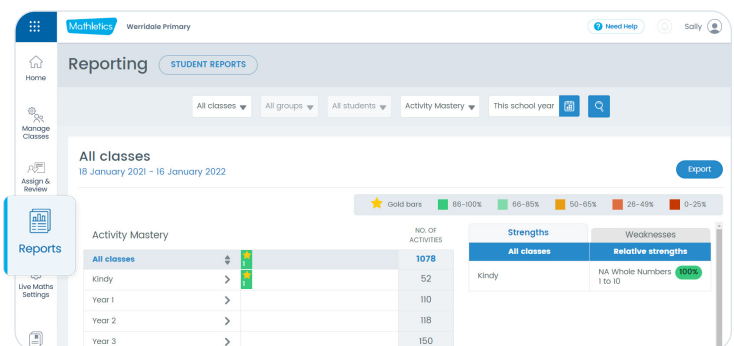 Mathletics
Werridale Primary
Need Help
Sally
Home
Manage
Classes
Assign &
Review
Reports
Live Maths
Settings
Reporting
STUDENT REPORTS
All classes
All groups
All students
Activity Mastery
This school year
All classes
18 January 2021 - 16 January 2022
Export
Gold bars
86-100%
66-85%
50-65%
26-49%
0-25%
Activity Mastery
NO. OF
ACTIVITIES
All classes
1
1078
Kindy
1
52
Year 1
110
Year 2
118
Year 3
150
Strengths
Weaknesses
All classes
Relative strengths
Kindy
NA Whole Numbers 100%
1 to 10